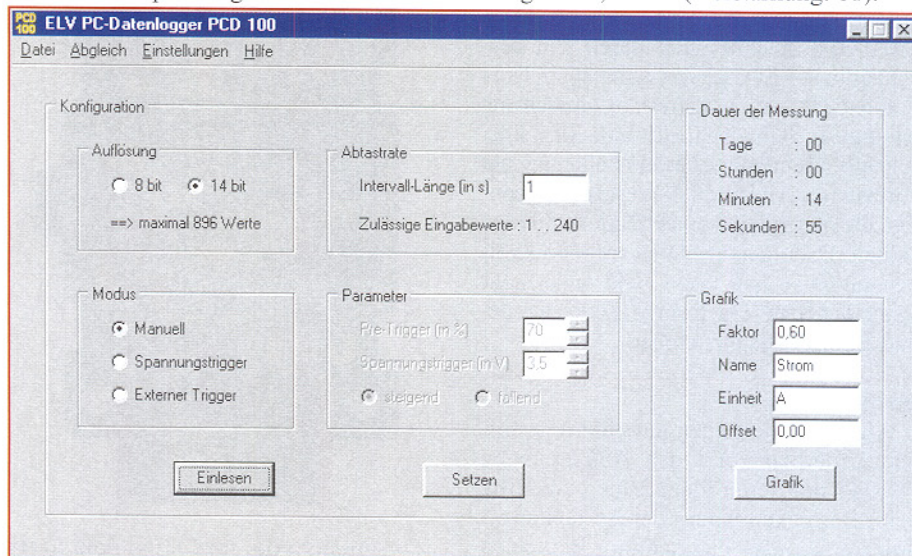 PCD 100 ELV PC-Datenlogger PCD 100
Datei Abgleich Einstellungen Hilfe
Konfiguration
Auflösung
8 bit 14 bit
==> maximal 896 Werte
Abtastrate
Intervall-Länge (in s) 1
Zulässige Eingabewerte : 1 . . 240
Dauer der Messung
Tage : 00
Stunden : 00
Minuten : 14
Sekunden : 55
Modus
Manuell
Spannungstrigger
Externer Trigger
Parameter
Pre-Trigger (in %) 70
Spannungstrigger (in V) 3,5
steigend fallend
Grafik
Faktor 0,60
Name Strom
Einheit A
Offset 0,00
Einlesen
Setzen
Grafik